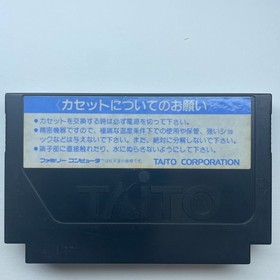 〈カセットについてのお願い
●カセットを交換する時は必ず電源を切って下さい。
●精密機器ですので、極端な温度条件下での使用や保管、強いショ
ックなどは与えないで下さい。また、絶対に分解しないで下さい。
●端子部に直接触れたり、水にぬらさないようにして下さい。
ファミリーコンピュータ TAITO CORPORATION
TAITO